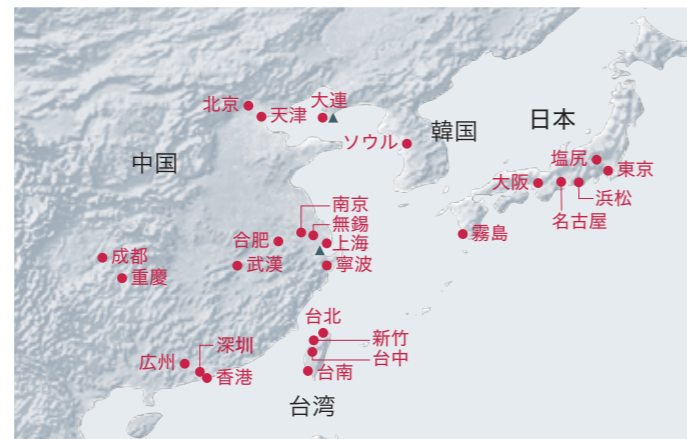 北京
天津
大連
ソウル
韓国
日本
中国
塩尻
東京
大阪
浜松
名古屋
霧島
南京
無錫
上海
合肥
武漢
寧波
成都
重慶
台北
新竹
台中
台南
深圳
広州
香港
台湾